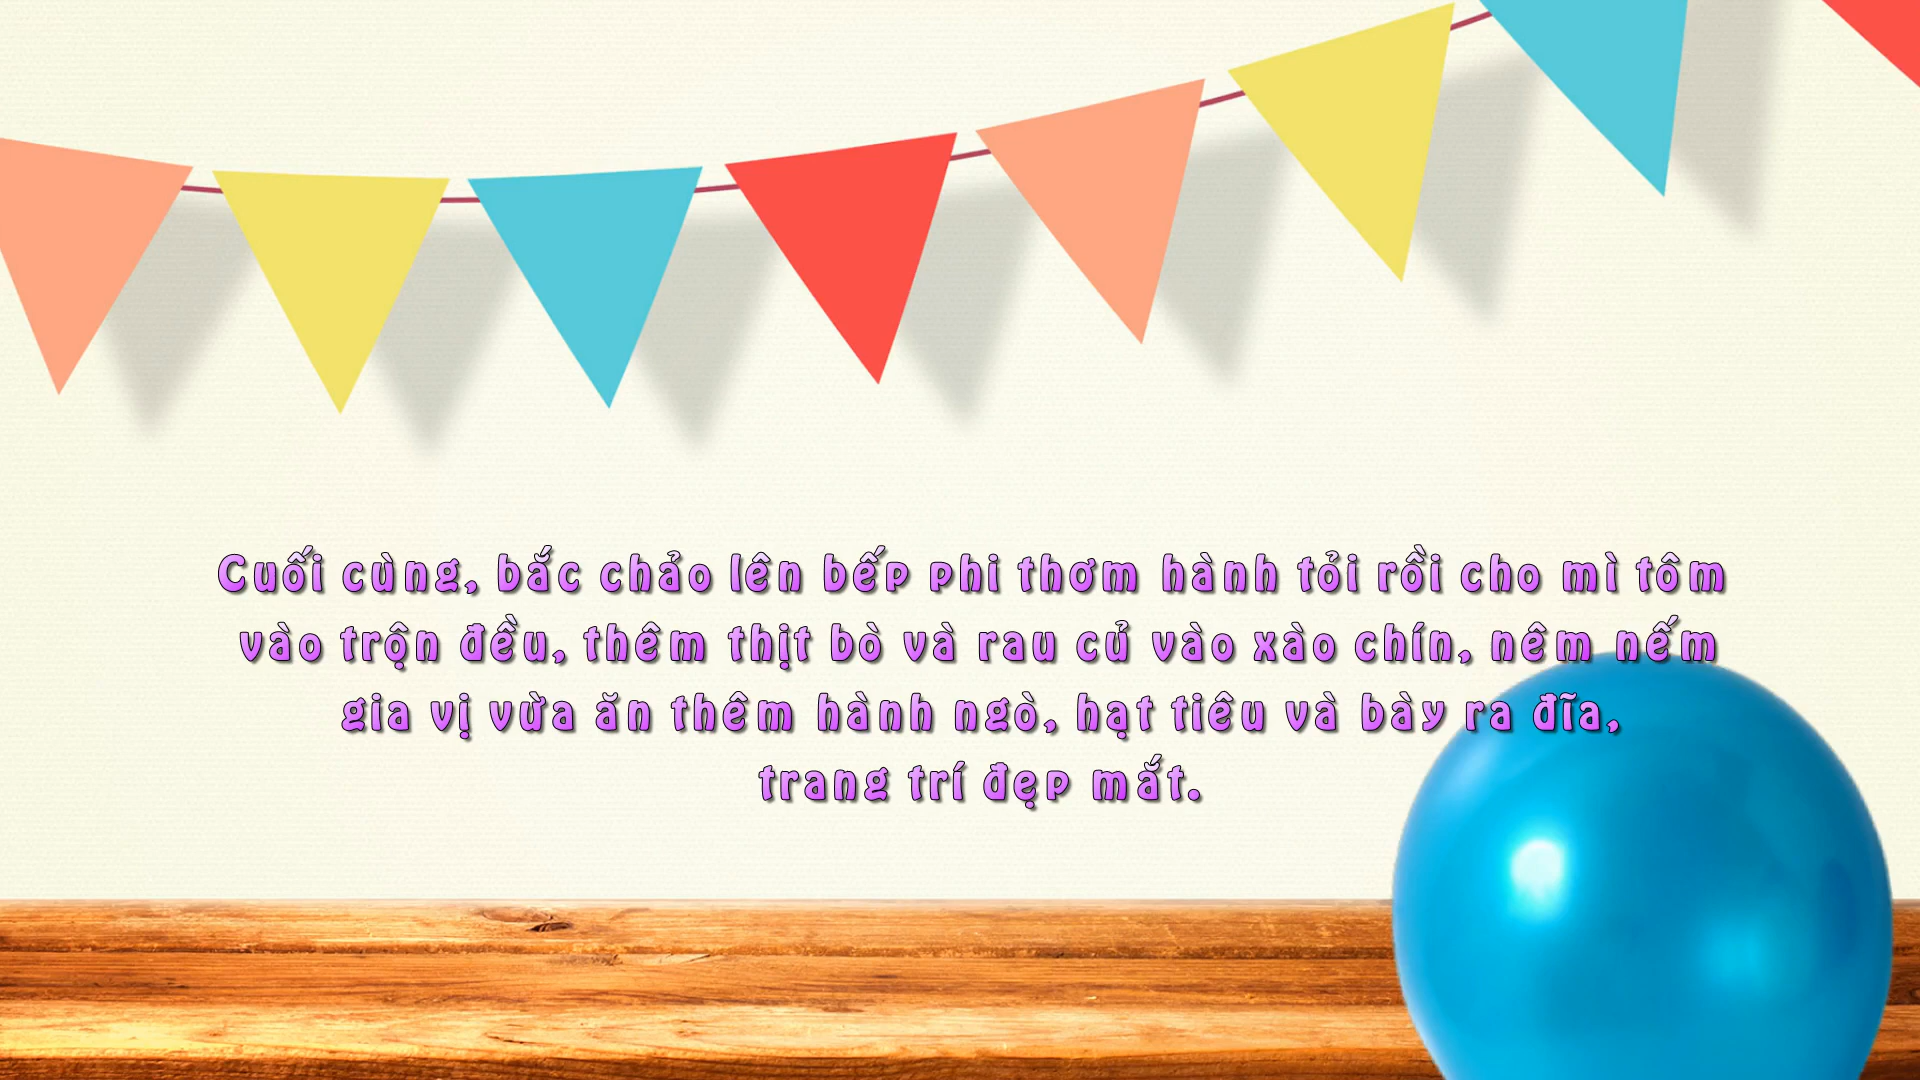 Cuối cùng, bắc chảo lên bếp phi thơm hành tỏi rồi cho mì tôm
vào trộn đều, thêm thịt bò và rau củ vào xào chín, nêm nếm
gia vị vừa ăn thêm hành ngò, hạt tiêu và bày ra đĩa,
trang trí đẹp mắt.